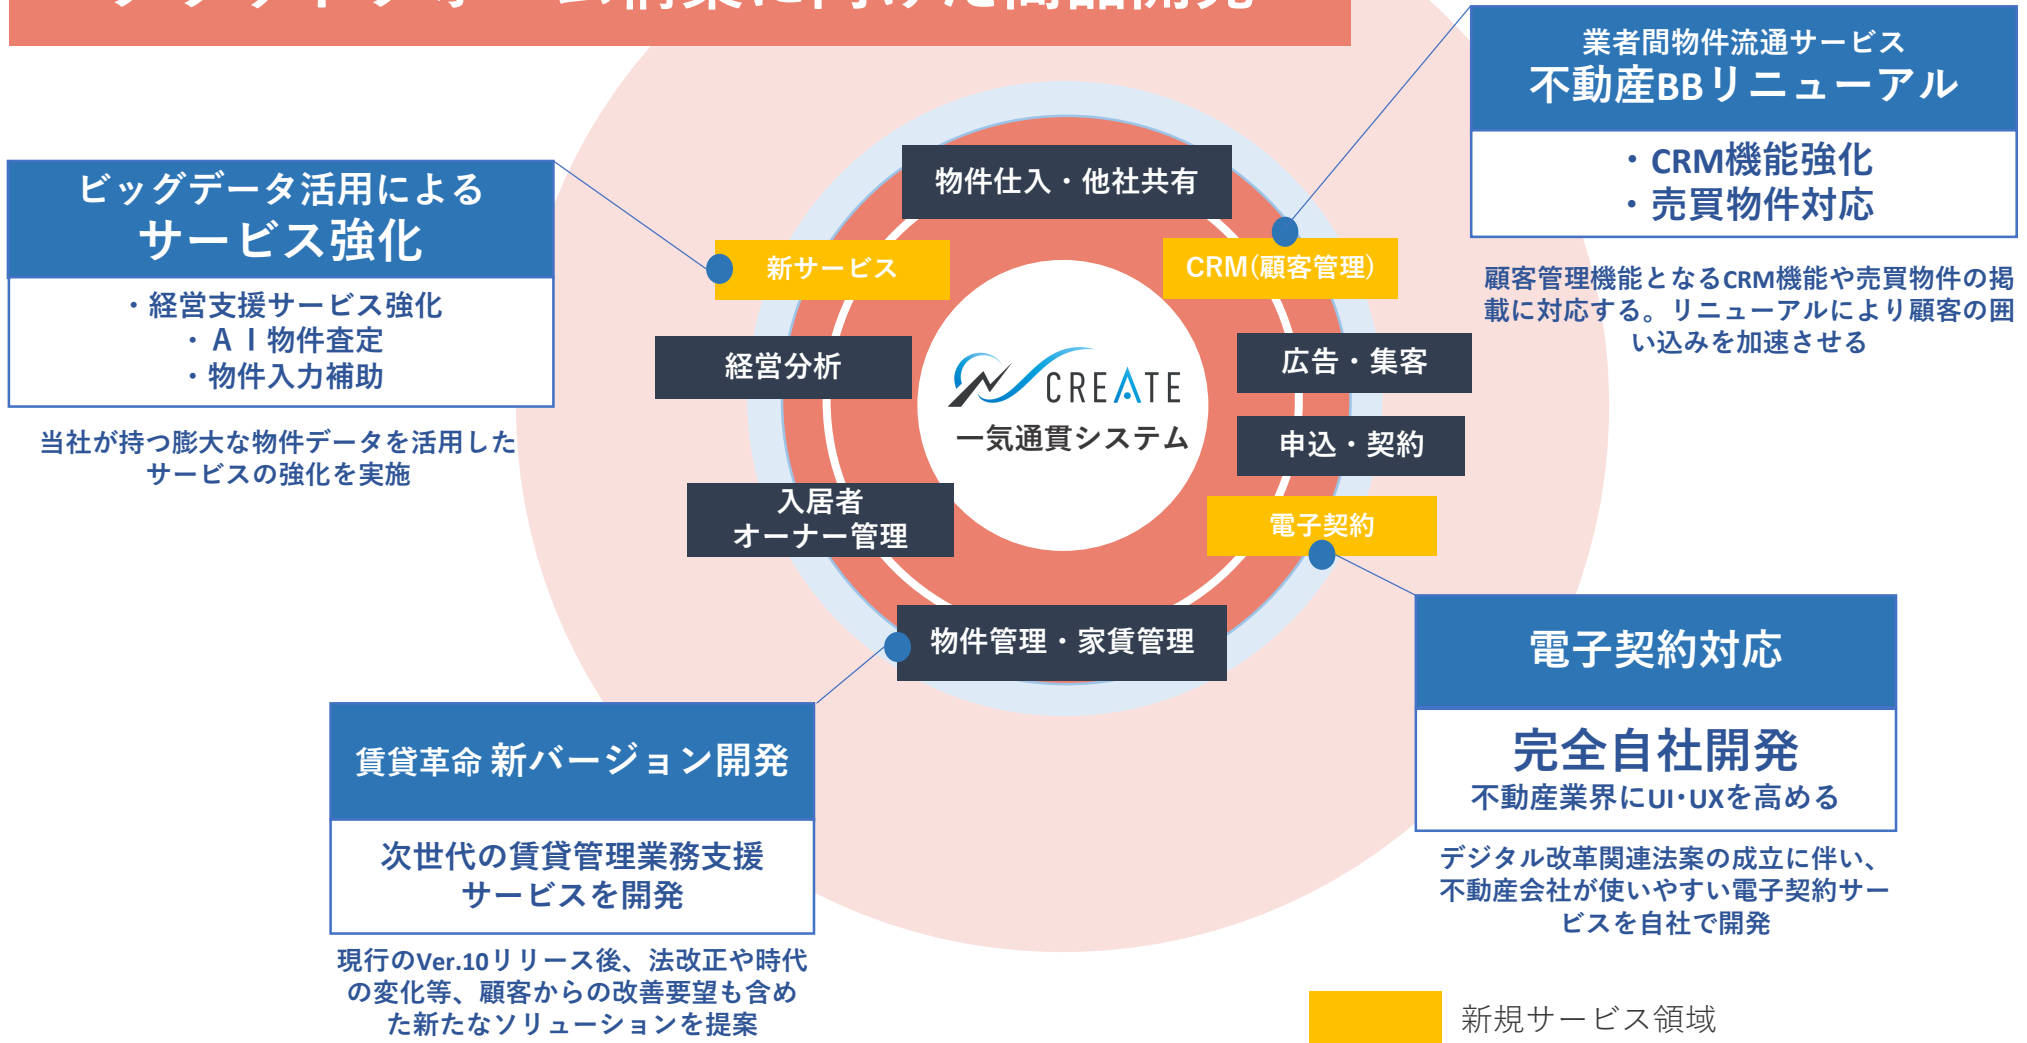 プラットフォーム構築に向けた商品開発
業者間物件流通サービス
不動産BBリニューアル
・CRM機能強化
・売買物件対応
顧客管理機能となるCRM機能や売買物件の掲
載に対応する。リニューアルにより顧客の囲
い込みを加速させる
ビッグデータ活用による
サービス強化
・経営支援サービス強化
・ＡＩ物件査定
・物件入力補助
当社が持つ膨大な物件データを活用した
サービスの強化を実施
物件仕入・他社共有
新サービス
CRM(顧客管理)
経営分析
広告・集客
CREATE
一気通貫システム
申込・契約
入居者
オーナー管理
電子契約
物件管理・家賃管理
電子契約対応
完全自社開発
不動産業界にUI・UXを高める
デジタル改革関連法案の成立に伴い、
不動産会社が使いやすい電子契約サー
ビスを自社で開発
賃貸革命 新バージョン開発
次世代の賃貸管理業務支援
サービスを開発
現行のVer.10リリース後、法改正や時代
の変化等、顧客からの改善要望も含め
た新たなソリューションを提案
新規サービス領域